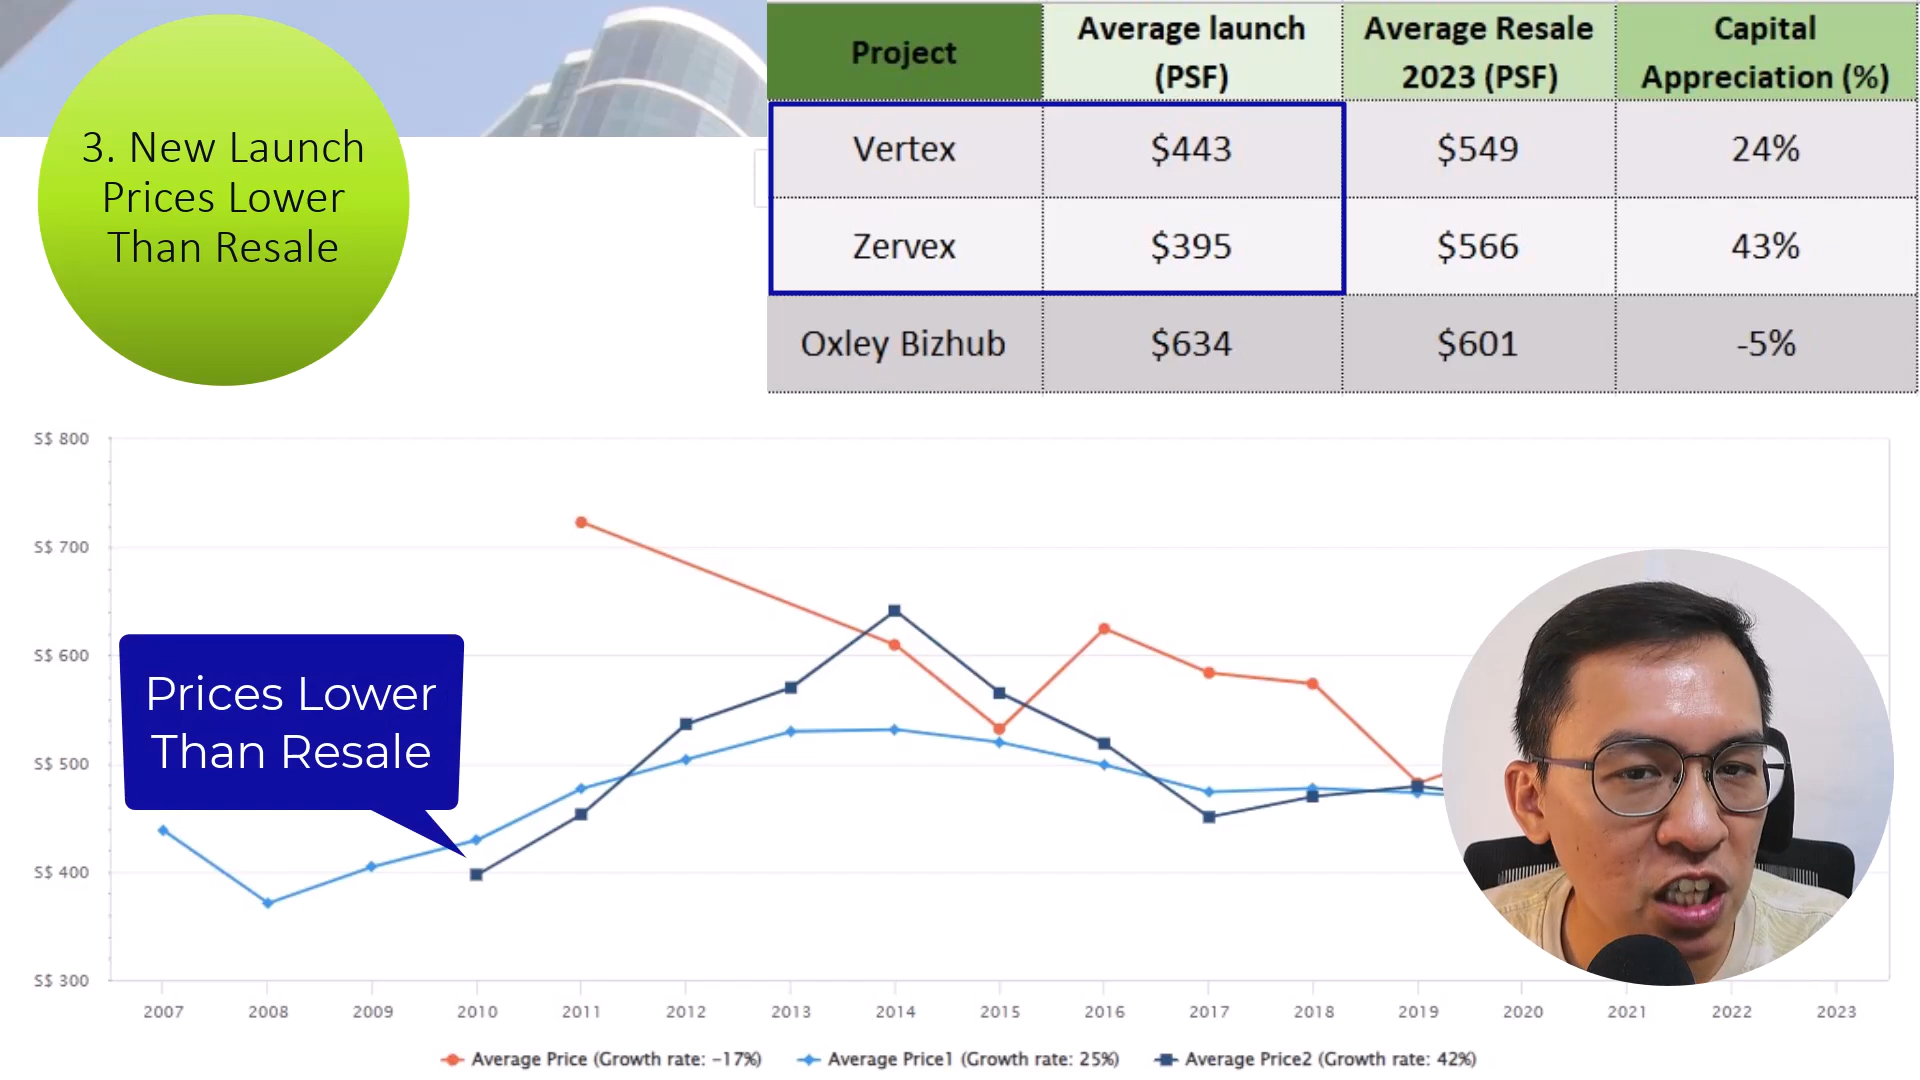 3. New Launch
Prices Lower
Than Resale
Project
Average launch
(PSF)
Average Resale
2023 (PSF)
Capital
Appreciation (%)
Vertex
$443
$549
24%
Zervex
$395
$566
43%
Oxley Bizhub
$634
$601
-5%
S$ 800
S$ 700
S$ 600
S$ 500
S$ 400
S$ 300
Prices Lower
Than Resale
2007
2008
2009
2010
2011
2012
2013
2014
2015
2016
2017
2018
2019
2020
2021
2022
2023
Average Price (Growth rate: -17%)
Average Price1 (Growth rate: 25%)
Average Price2 (Growth rate: 42%)